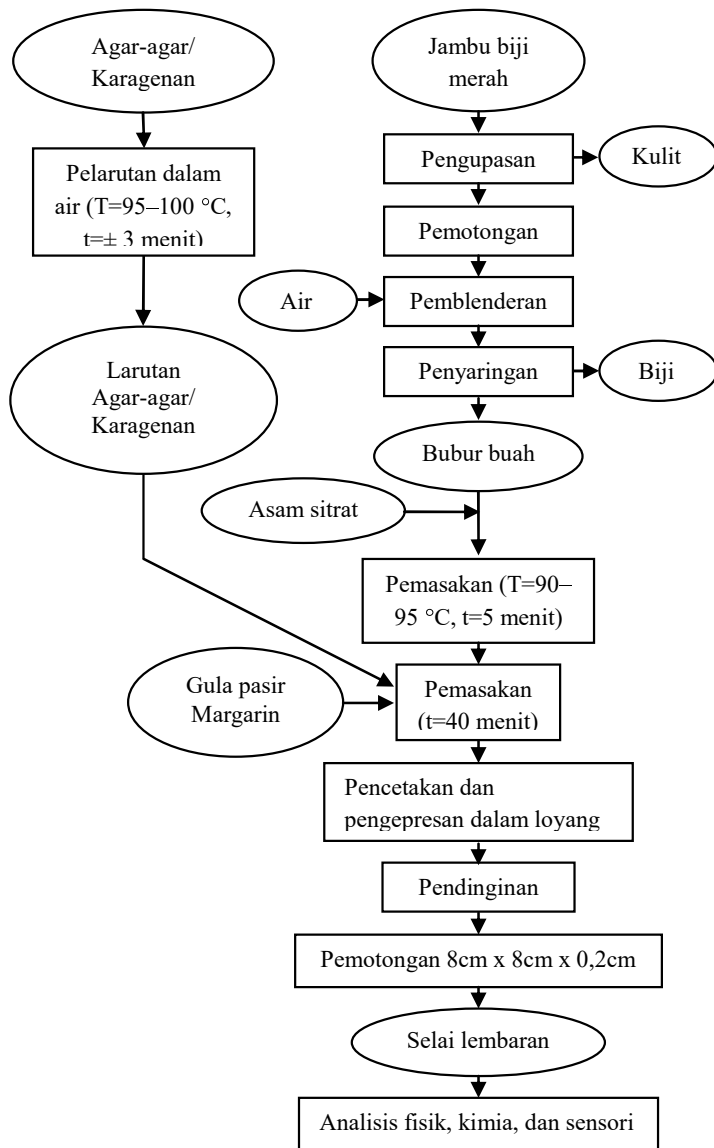 Agar-agar/
Karagenan
Pelarutan dalam
air (T=95–100 °C,
t=± 3 menit)
Larutan
Agar-agar/
Karagenan
Jambu biji
merah
Pengupasan
Kulit
Pemotongan
Air
Pemblenderan
Penyaringan
Biji
Bubur buah
Asam sitrat
Pemasakan (T=90–
95 °C, t=5 menit)
Gula pasir
Margarin
Pemasakan
(t=40 menit)
Pencetakan dan
pengepresan dalam loyang
Pendinginan
Pemotongan 8cm x 8cm x 0,2cm
Selai lembaran
Analisis fisik, kimia, dan sensori